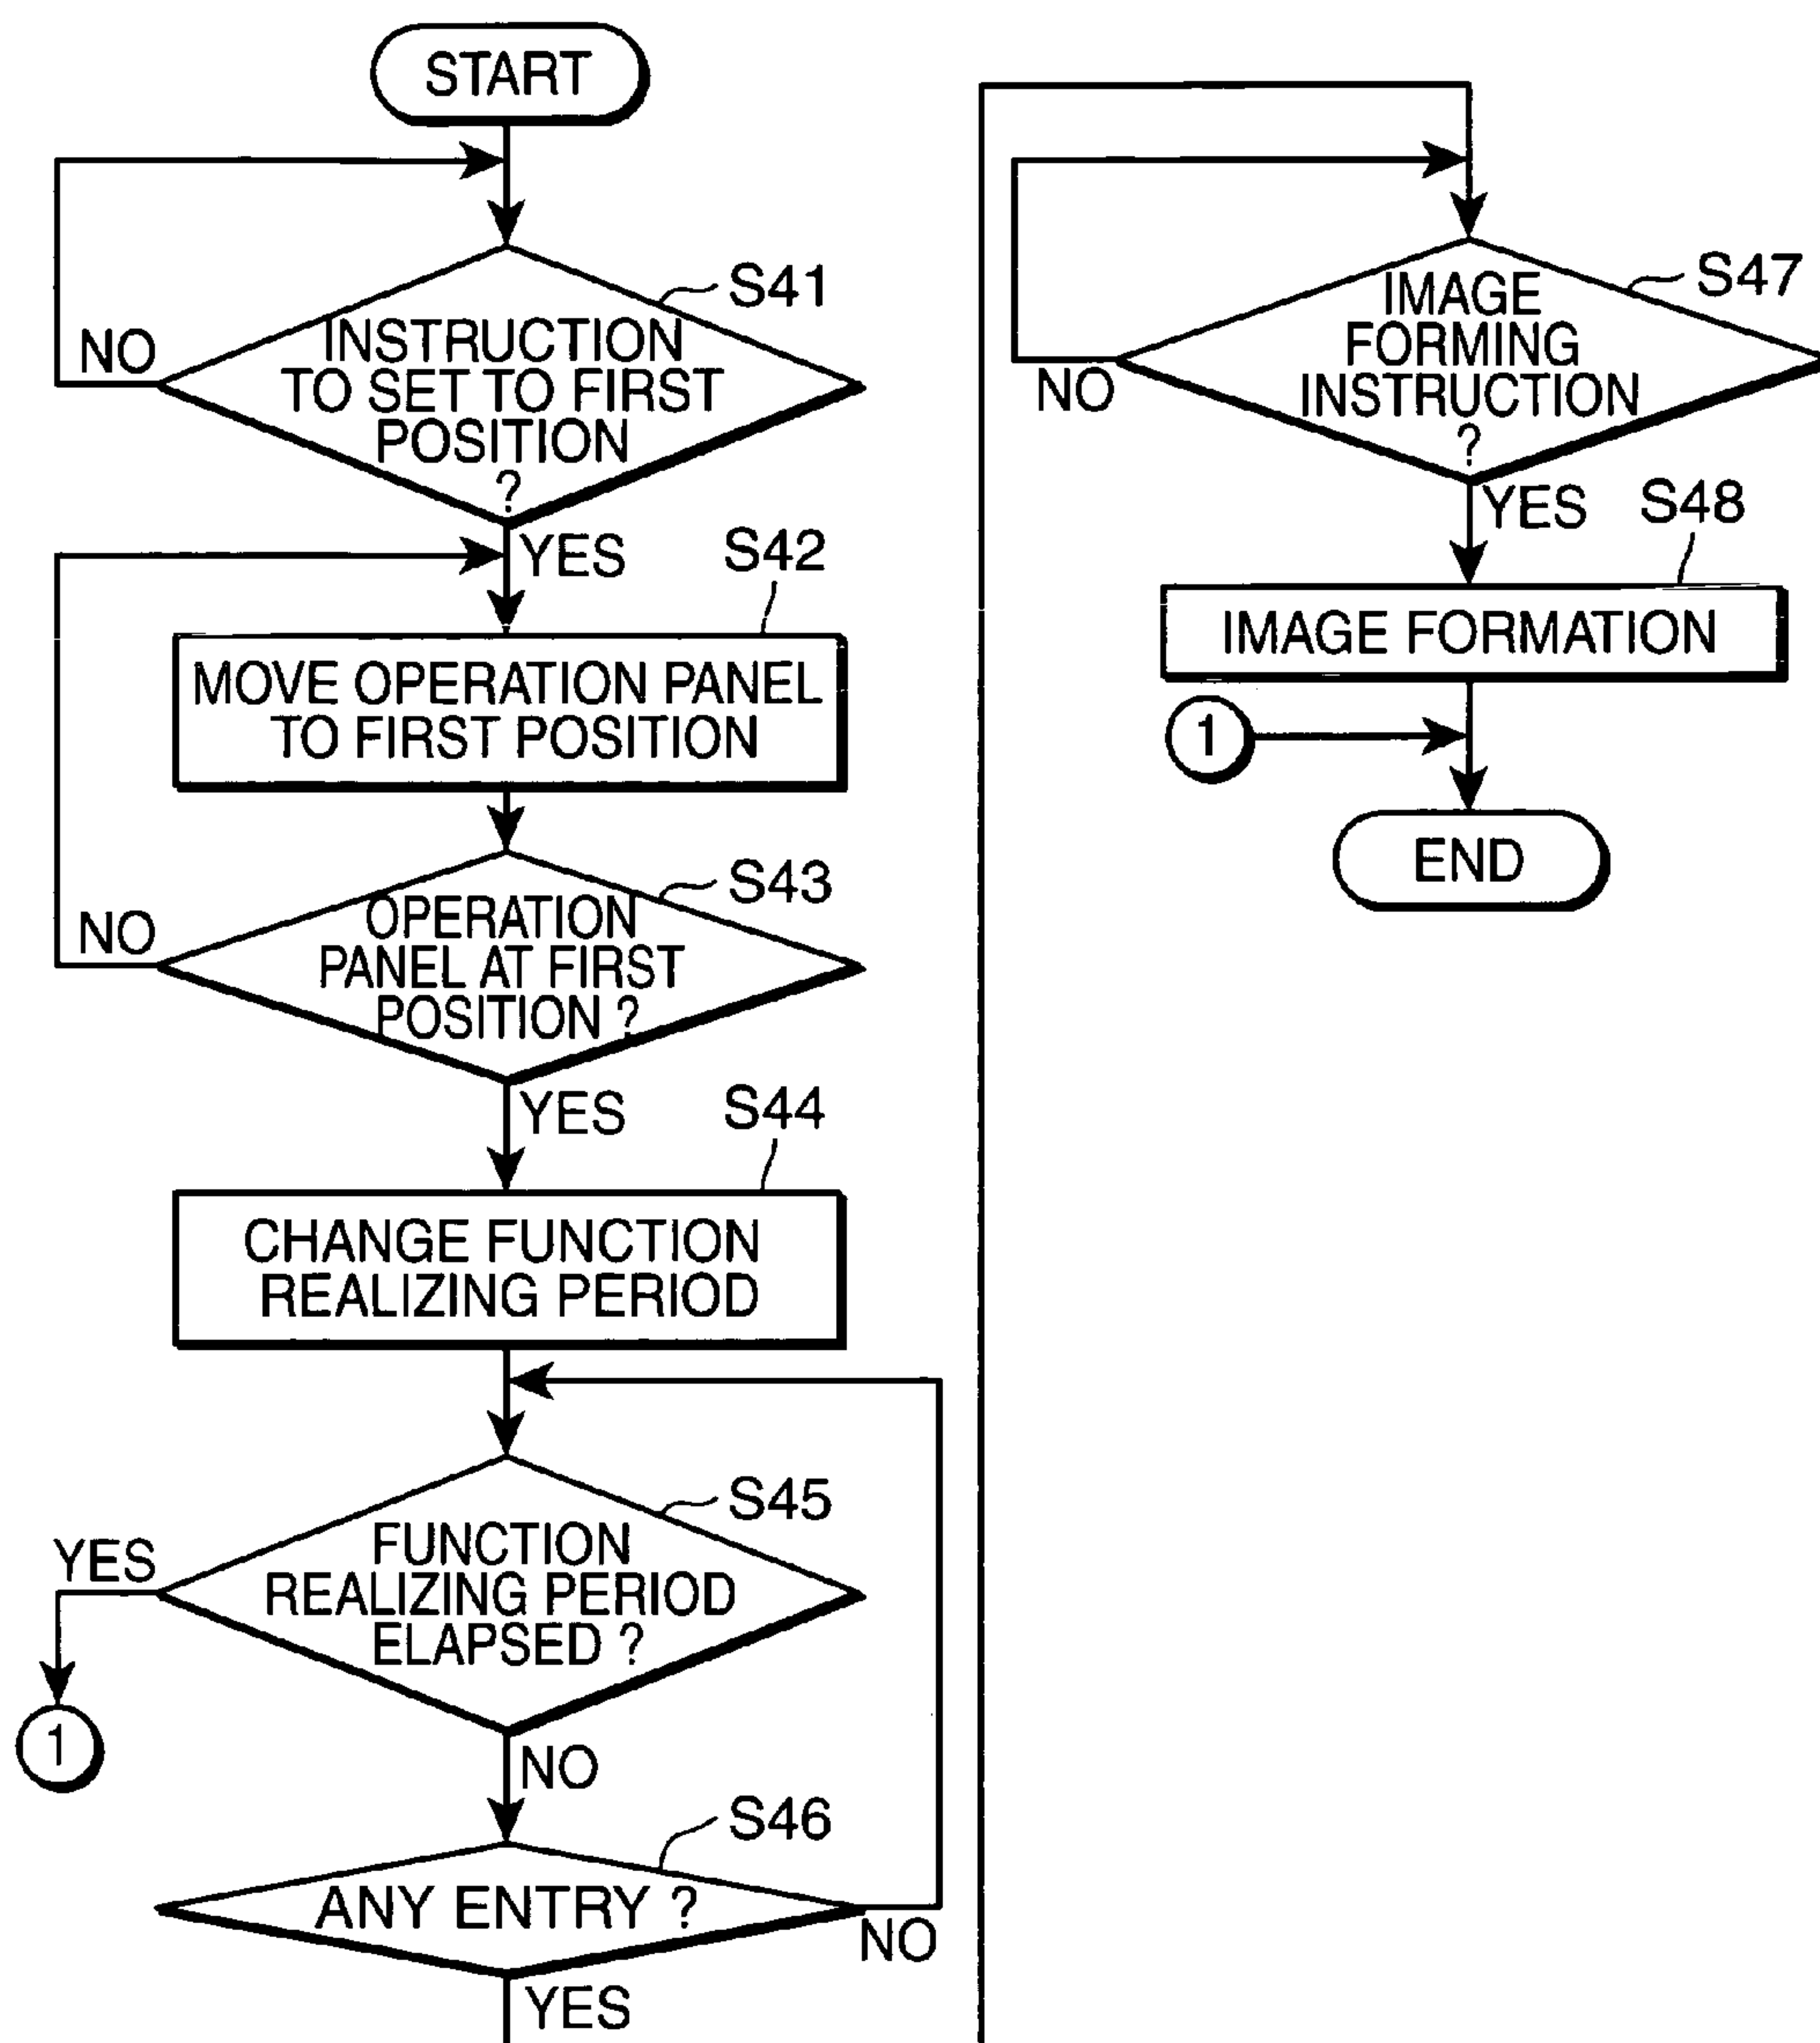 START
S41
NO
INSTRUCTION
TO SET TO FIRST
POSITION
?
YES
S42
MOVE OPERATION PANEL
TO FIRST POSITION
S43
NO
OPERATION
PANEL AT FIRST
POSITION ?
YES
S44
CHANGE FUNCTION
REALIZING PERIOD
S45
YES
FUNCTION
REALIZING PERIOD
ELAPSED ?
1
NO
S46
ANY ENTRY ?
NO
YES
S47
IMAGE
FORMING
INSTRUCTION
?
NO
YES
S48
IMAGE FORMATION
1
END